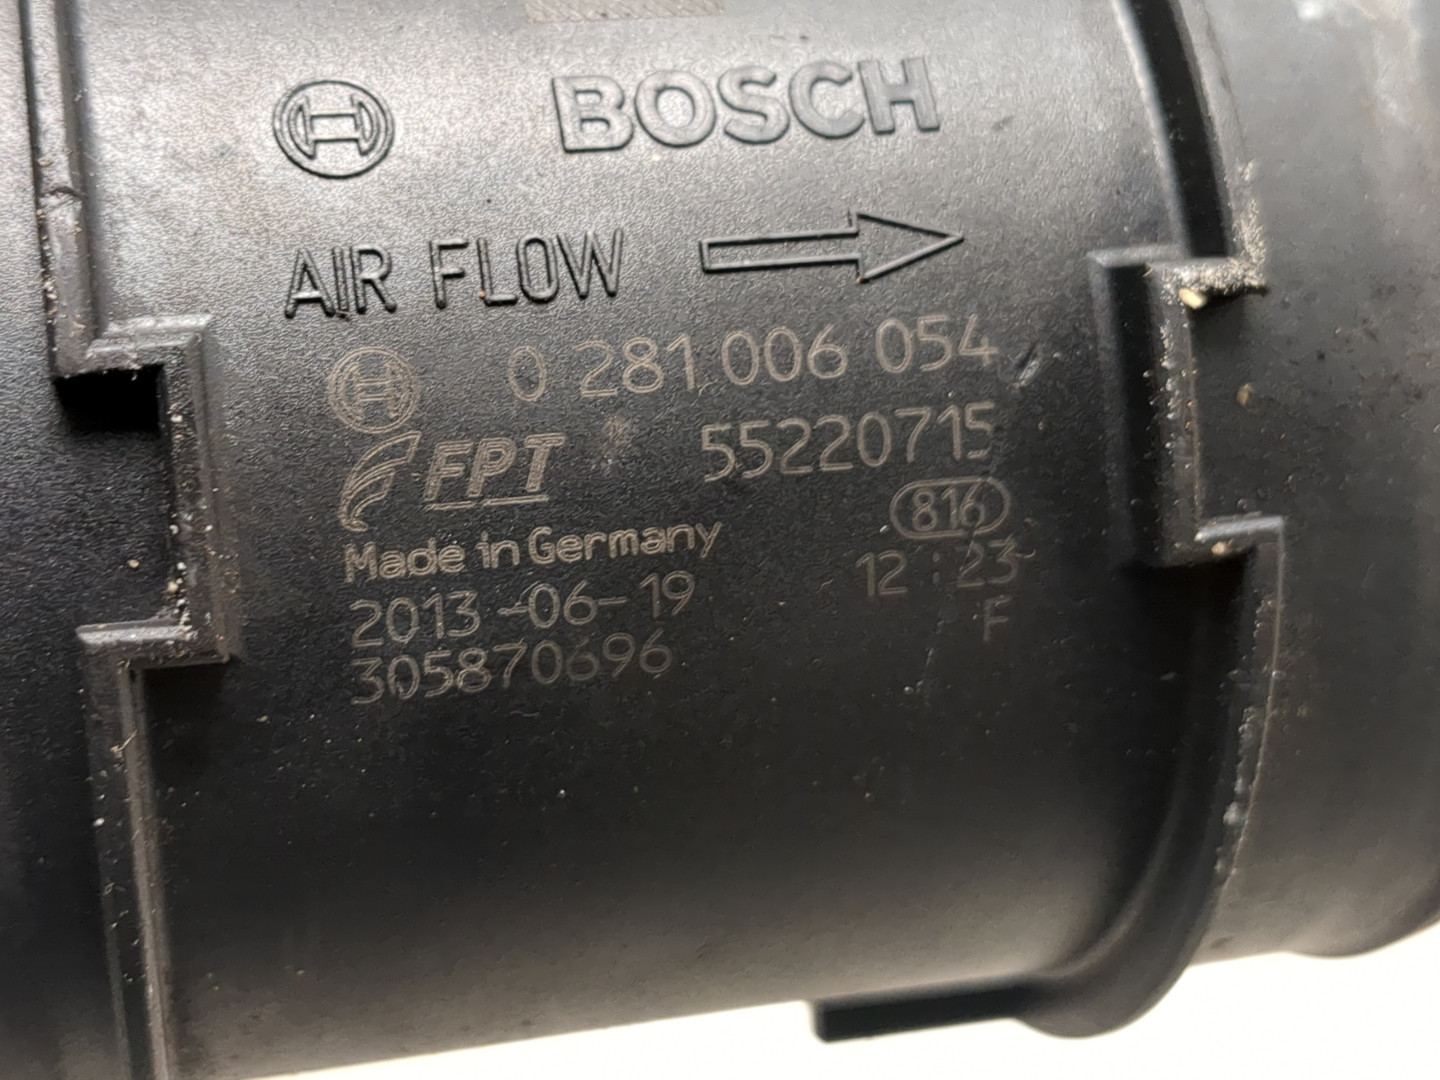 BOSCH
AIR FLOW
0 281 006 054
FPT 55220715
816
Made in Germany
2013-06-19 12:23
305870696 F